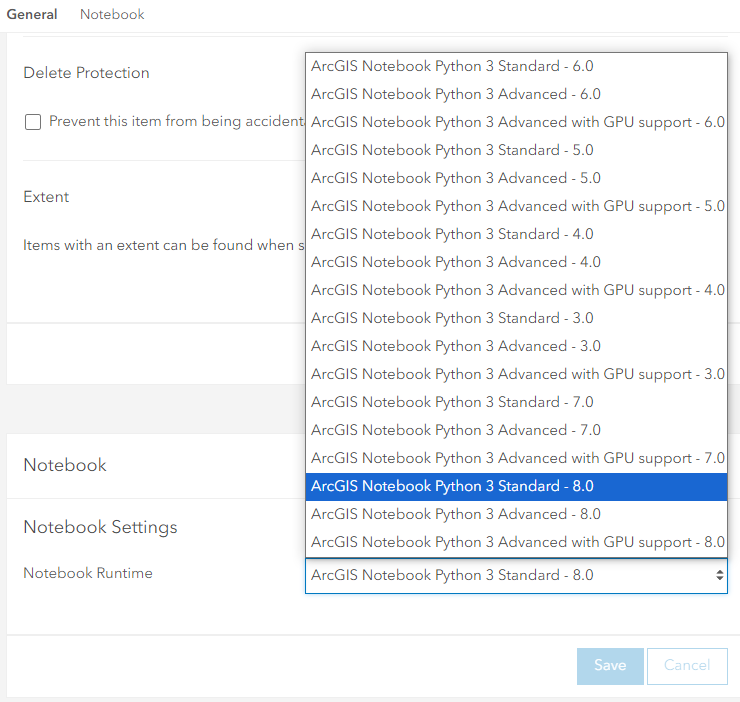 General Notebook
Delete Protection
Prevent this item from being accident
Extent
Items with an extent can be found when s
ArcGIS Notebook Python 3 Standard - 6.0
ArcGIS Notebook Python 3 Advanced - 6.0
ArcGIS Notebook Python 3 Advanced with GPU support - 6.0
ArcGIS Notebook Python 3 Standard - 5.0
ArcGIS Notebook Python 3 Advanced - 5.0
ArcGIS Notebook Python 3 Advanced with GPU support - 5.0
ArcGIS Notebook Python 3 Standard - 4.0
ArcGIS Notebook Python 3 Advanced - 4.0
ArcGIS Notebook Python 3 Advanced with GPU support - 4.0
ArcGIS Notebook Python 3 Standard - 3.0
ArcGIS Notebook Python 3 Advanced - 3.0
ArcGIS Notebook Python 3 Advanced with GPU support - 3.0
ArcGIS Notebook Python 3 Standard - 7.0
ArcGIS Notebook Python 3 Advanced - 7.0
ArcGIS Notebook Python 3 Advanced with GPU support - 7.0
ArcGIS Notebook Python 3 Standard - 8.0
ArcGIS Notebook Python 3 Advanced - 8.0
ArcGIS Notebook Python 3 Advanced with GPU support - 8.0
Notebook
Notebook Settings
Notebook Runtime
ArcGIS Notebook Python 3 Standard - 8.0
Save Cancel